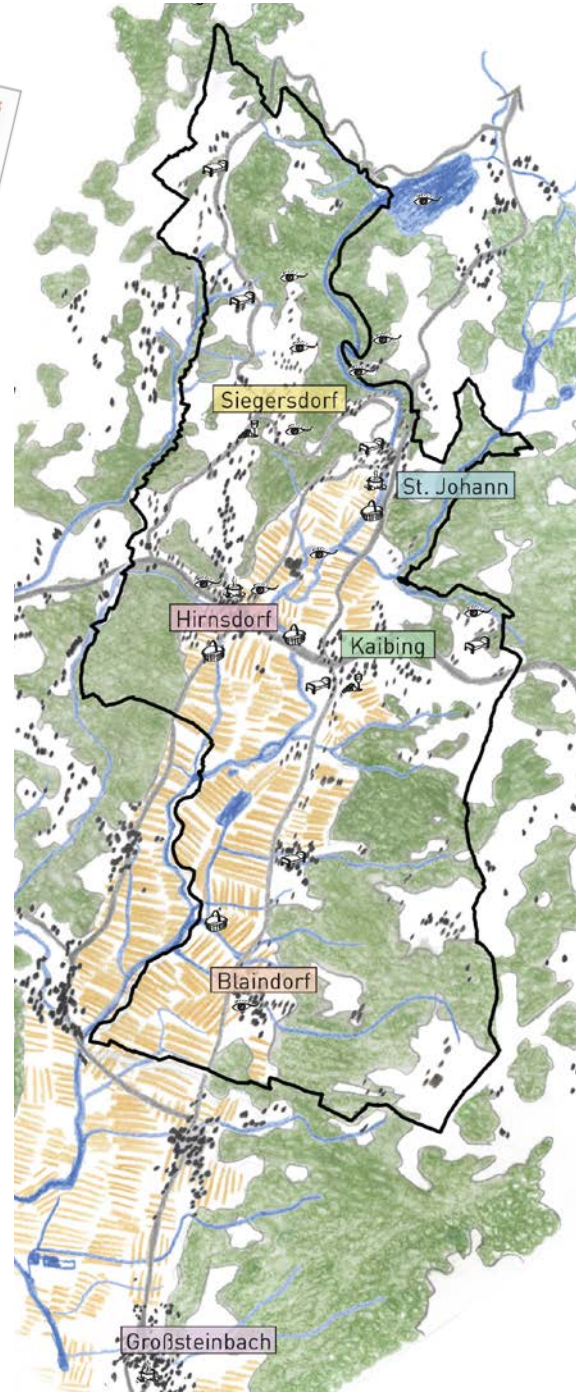 Siegersdorf
St. Johann
Hirnsdorf
Kaibing
Blaindorf
Großsteinbach